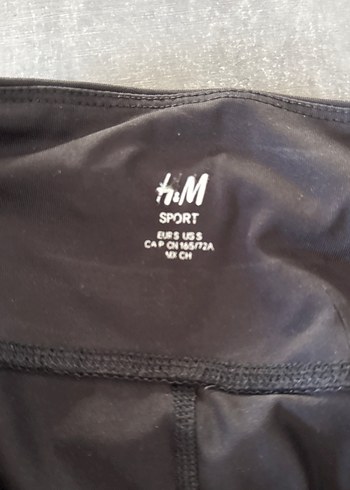 H&M
SPORT
EUR S US S
CA P CN 165/72A
MX CH